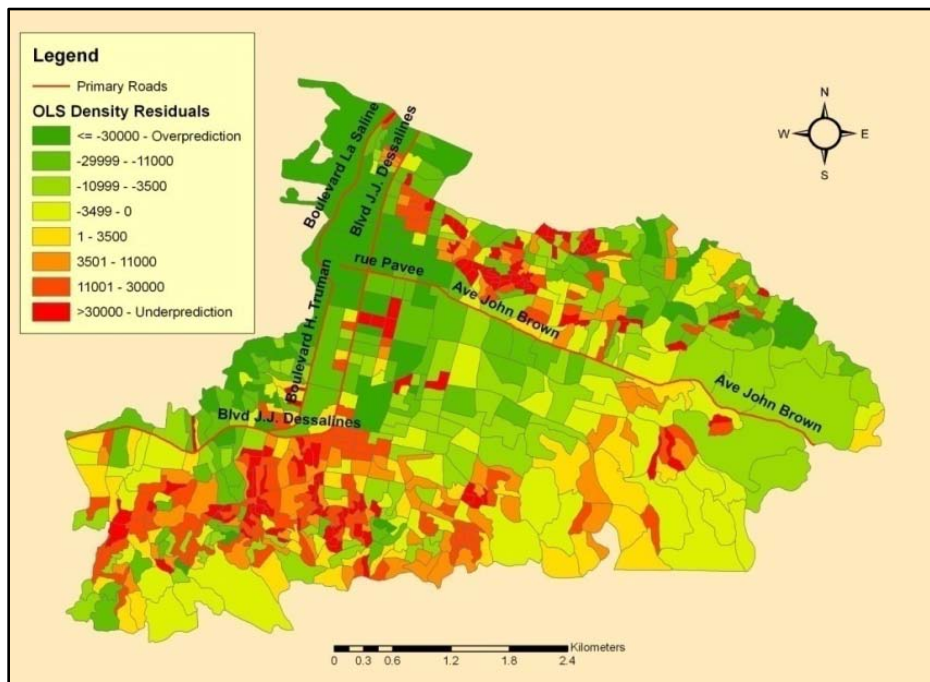 Legend
Primary Roads
OLS Density Residuals
<= -30000 - Overprediction
-29999 - -11000
-10999 - -3500
-3499 - 0
1 - 3500
3501 - 11000
11001 - 30000
>30000 - Underprediction
N
W E
S
Boulevard La Saline
Blvd J.J. Dessalines
rue Pavee
Boulevard H. Truman
Ave John Brown
Ave John Brown
Blvd J.J. Dessalines
Kilometers
0 0.3 0.6 1.2 1.8 2.4